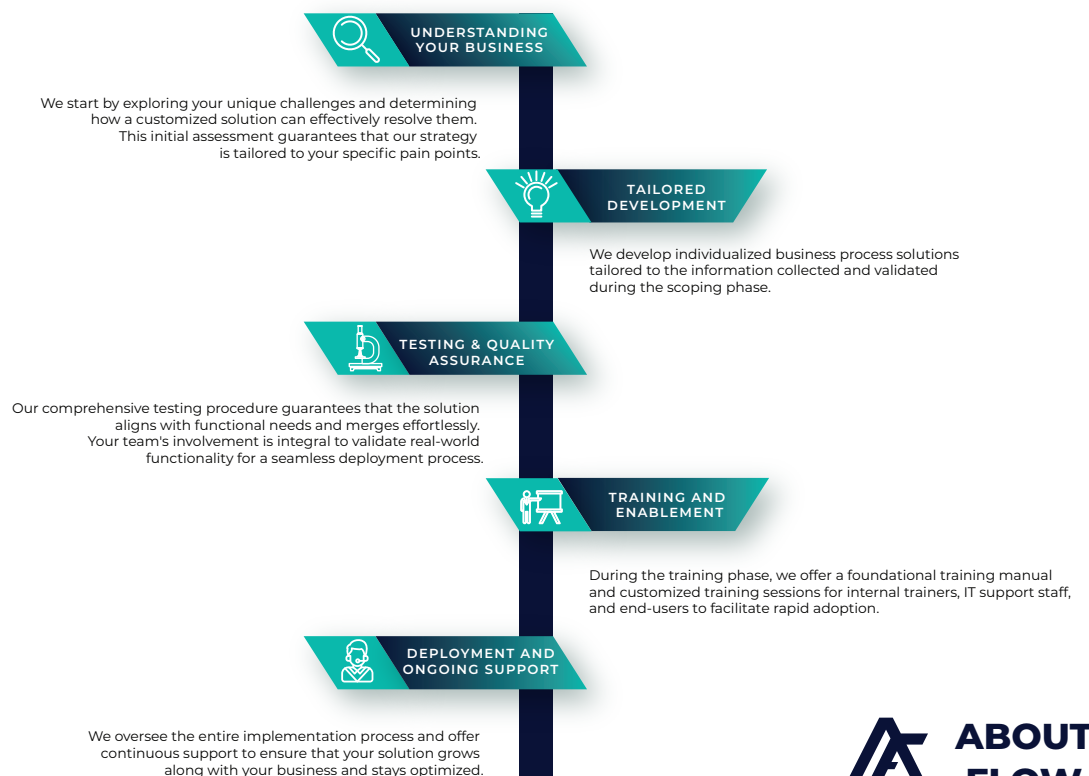 UNDERSTANDING
YOUR BUSINESS
We start by exploring your unique challenges and determining
how a customized solution can effectively resolve them.
This initial assessment guarantees that our strategy
is tailored to your specific pain points.
TAILORED
DEVELOPMENT
We develop individualized business process solutions
tailored to the information collected and validated
during the scoping phase.
TESTING & QUALITY
ASSURANCE
Our comprehensive testing procedure guarantees that the solution
aligns with functional needs and merges effortlessly.
Your team's involvement is integral to validate real-world
functionality for a seamless deployment process.
TRAINING AND
ENABLEMENT
During the training phase, we offer a foundational training manual
and customized training sessions for internal trainers, IT support staff,
and end-users to facilitate rapid adoption.
DEPLOYMENT AND
ONGOING SUPPORT
We oversee the entire implementation process and offer
continuous support to ensure that your solution grows
along with your business and stays optimized.
ABOUT
FLOW